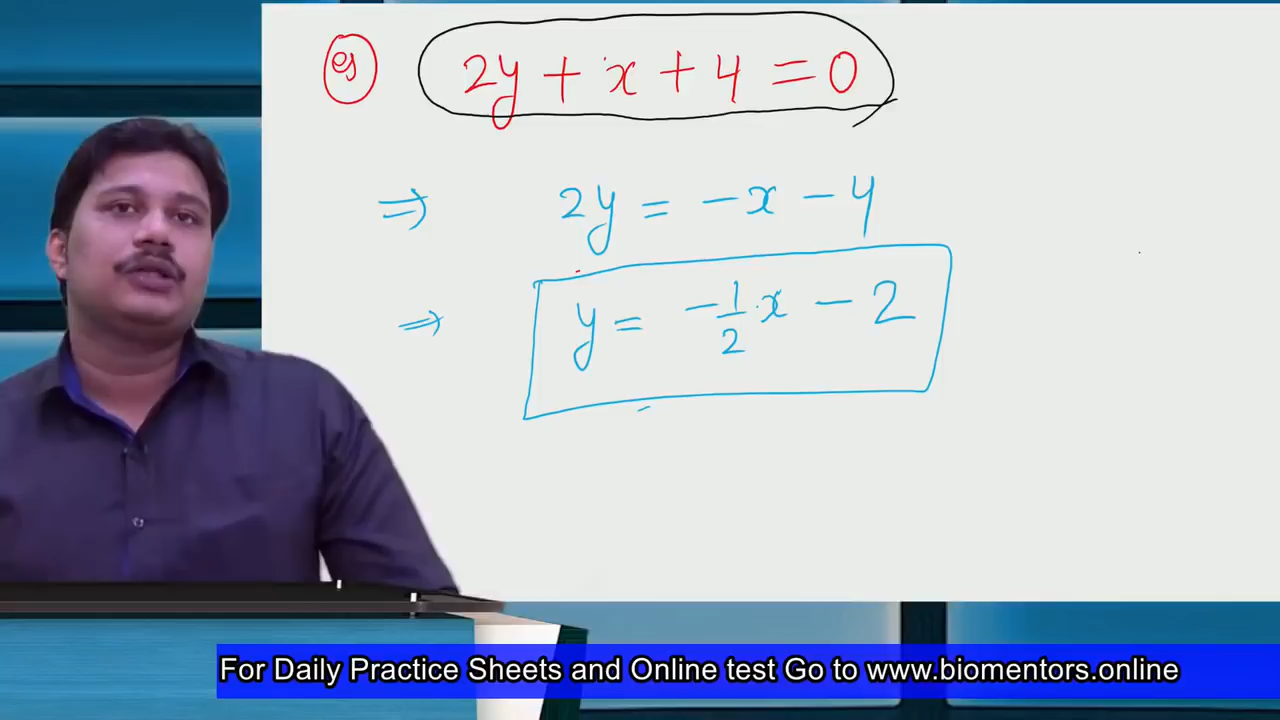 eg 2y + x + 4 = 0
⇒ 2y = -x - 4
⇒ y = -1/2 x - 2
For Daily Practice Sheets and Online test Go to www.biomentors.online